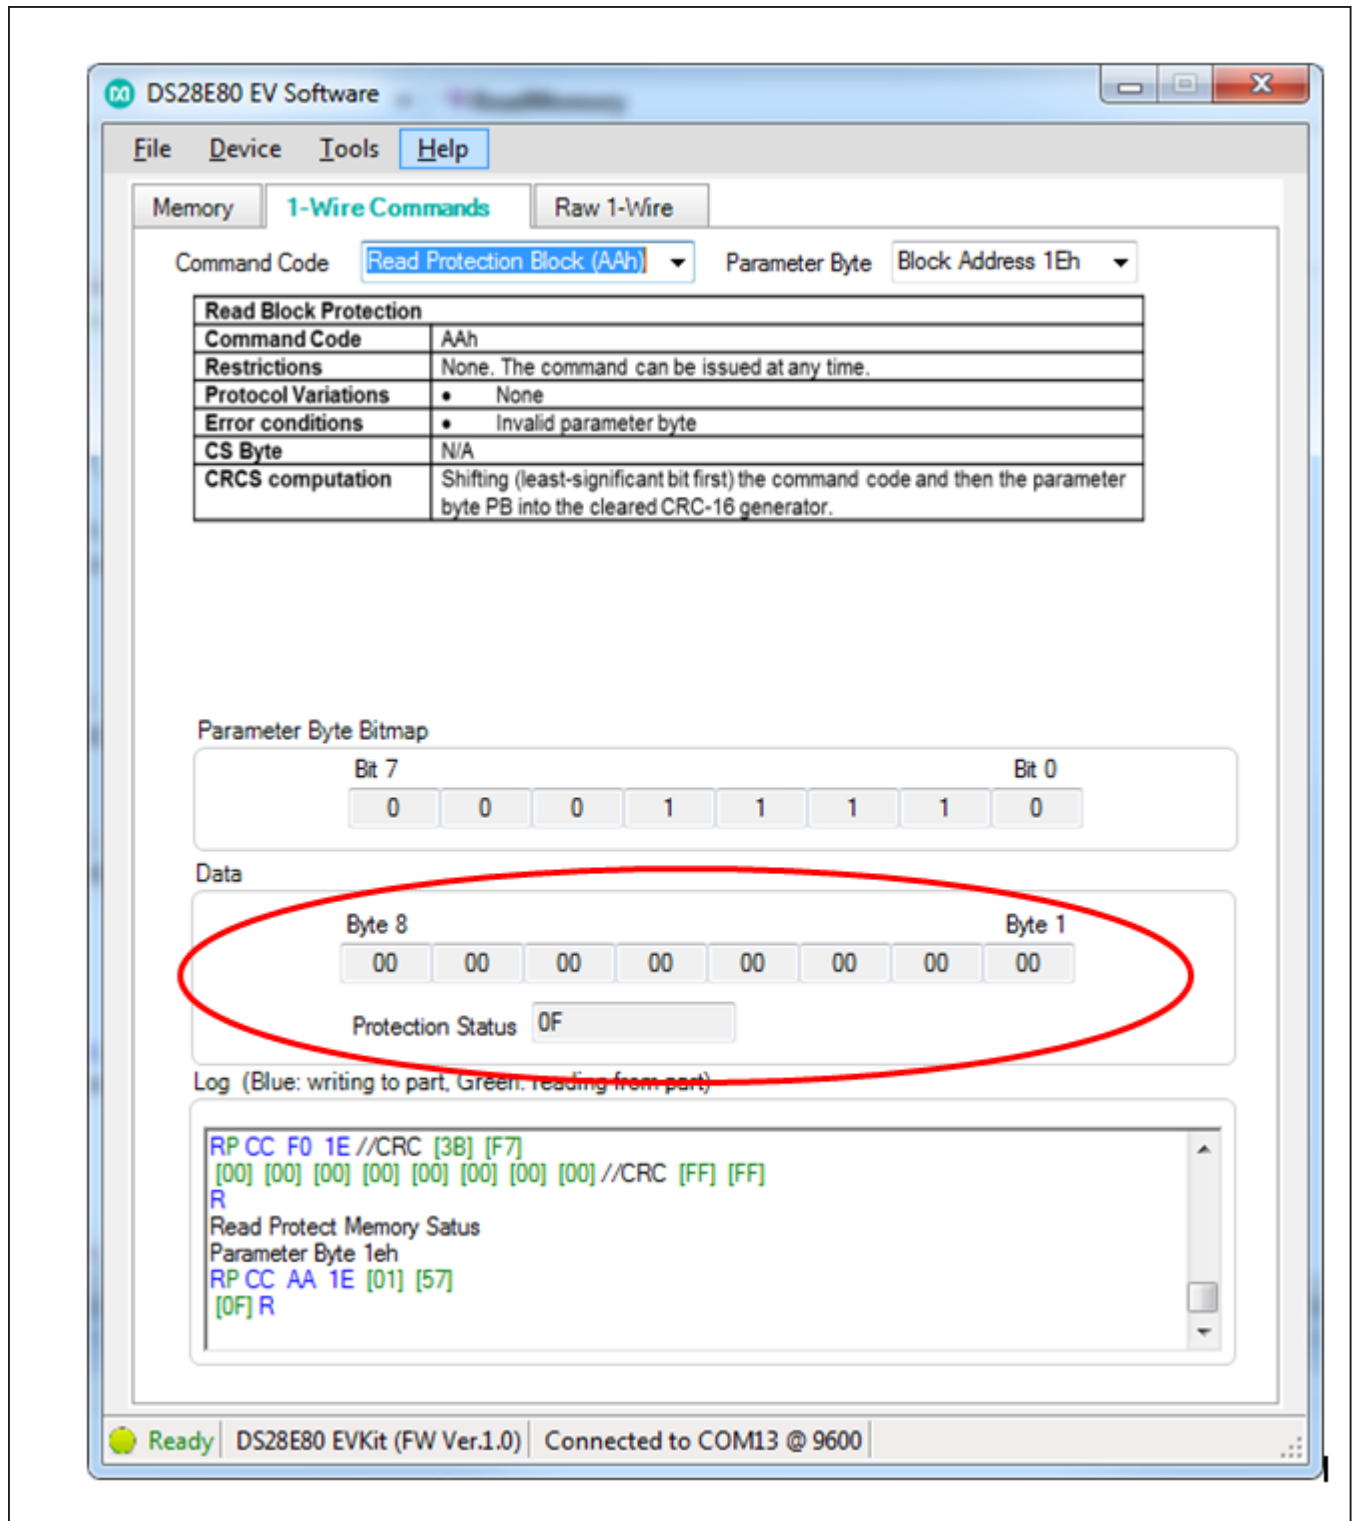 DS28E80 EV Software
File Device Tools Help
Memory 1-Wire Commands Raw 1-Wire
Command Code Read Protection Block (AAh) Parameter Byte Block Address 1Eh
Read Block Protection
Command Code AAh
Restrictions None. The command can be issued at any time.
Protocol Variations • None
Error conditions • Invalid parameter byte
CS Byte N/A
CRCS computation Shifting (least-significant bit first) the command code and then the parameter
byte PB into the cleared CRC-16 generator.
Parameter Byte Bitmap
Bit 7 Bit 0
0 0 0 1 1 1 1 0
Data
Byte 8 Byte 1
00 00 00 00 00 00 00 00
Protection Status 0F
Log (Blue: writing to part, Green: reading from part)
RP CC F0 1E //CRC [3B] [F7]
[00] [00] [00] [00] [00] [00] [00] [00] //CRC [FF] [FF]
R
Read Protect Memory Satus
Parameter Byte 1eh
RP CC AA 1E [01] [57]
[0F] R
Ready DS28E80 EVKit (FW Ver.1.0) Connected to COM13 @ 9600